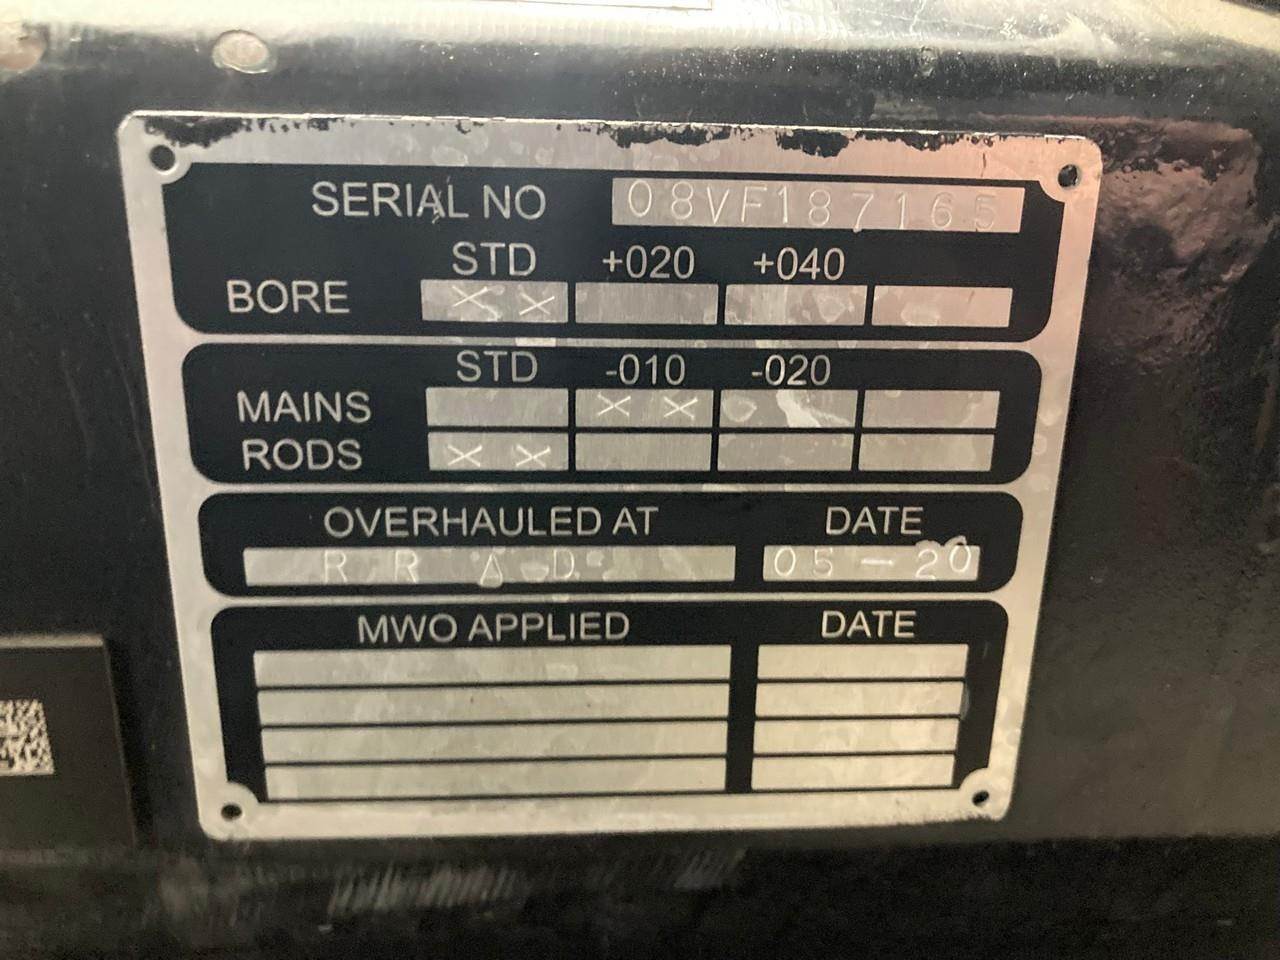 SERIAL NO 08VF187165
STD +020 +040
BORE X X
STD -010 -020
MAINS X X
RODS X X
OVERHAULED AT DATE
R R A D 05-20
MWO APPLIED DATE